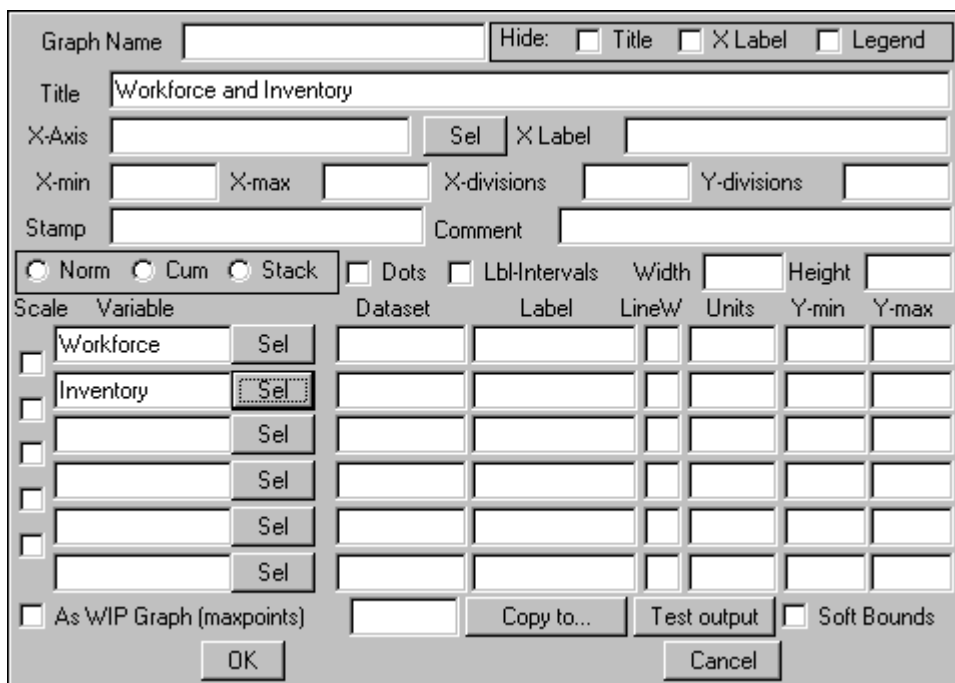 Graph Name Hide: Title X Label Legend
Title Workforce and Inventory
X-Axis Sel X Label
X-min X-max X-divisions Y-divisions
Stamp Comment
Norm Cum Stack Dots Lbl-Intervals Width Height
Scale Variable Dataset Label LineW Units Y-min Y-max
Workforce Sel
Inventory Sel
Sel
Sel
Sel
Sel
As WIP Graph (maxpoints) Copy to... Test output Soft Bounds
OK Cancel